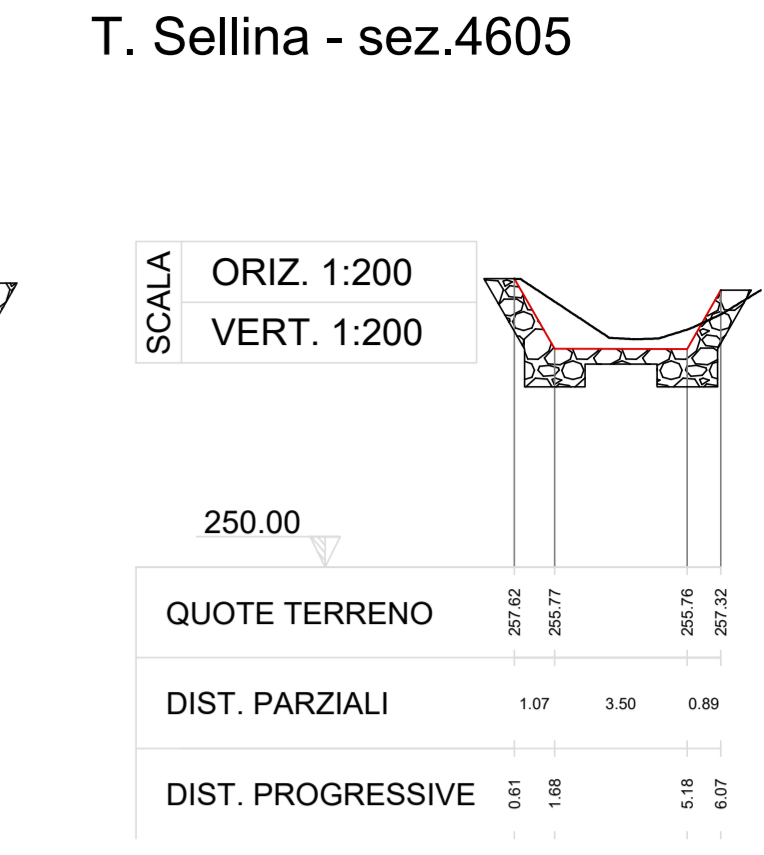 T. Sellina - sez.4605
SCALA
ORIZ. 1:200
VERT. 1:200
250.00
QUOTE TERRENO 257.62 255.77 255.76 257.32
DIST. PARZIALI 1.07 3.50 0.89
DIST. PROGRESSIVE 0.61 1.68 5.18 6.07